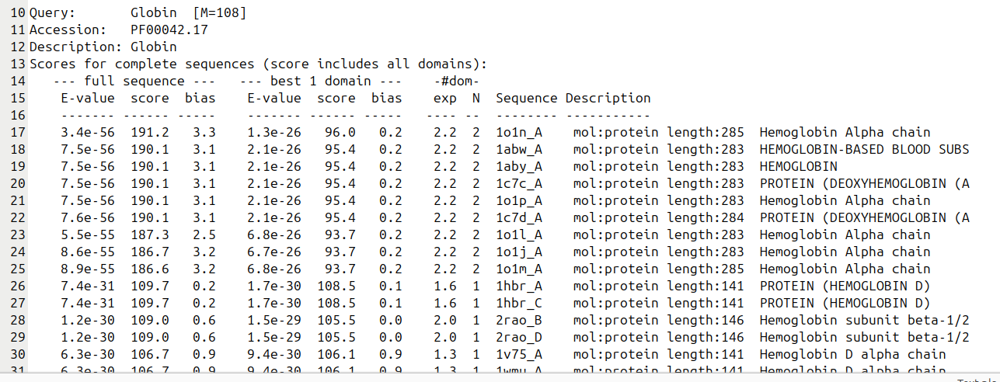 10 Query:       Globin  [M=108]
11 Accession:   PF00042.17
12 Description: Globin
13 Scores for complete sequences (score includes all domains):
14    --- full sequence ---   --- best 1 domain ---    -#dom-
15     E-value  score  bias    E-value  score  bias    exp  N  Sequence Description
16     ------- ------ -----    ------- ------ -----   ---- --  -------- -----------
17     3.4e-56  191.2   3.3    1.3e-26   96.0   0.2    2.2  2  1o1n_A    mol:protein length:285  Hemoglobin Alpha chain
18     7.5e-56  190.1   3.1    2.1e-26   95.4   0.2    2.2  2  1abw_A    mol:protein length:283  HEMOGLOBIN-BASED BLOOD SUBS
19     7.5e-56  190.1   3.1    2.1e-26   95.4   0.2    2.2  2  1aby_A    mol:protein length:283  HEMOGLOBIN
20     7.5e-56  190.1   3.1    2.1e-26   95.4   0.2    2.2  2  1c7c_A    mol:protein length:283  PROTEIN (DEOXYHEMOGLOBIN (A
21     7.5e-56  190.1   3.1    2.1e-26   95.4   0.2    2.2  2  1o1p_A    mol:protein length:283  Hemoglobin Alpha chain
22     7.6e-56  190.1   3.1    2.1e-26   95.4   0.2    2.2  2  1c7d_A    mol:protein length:284  PROTEIN (DEOXYHEMOGLOBIN (A
23     5.5e-55  187.3   2.5    6.8e-26   93.7   0.2    2.2  2  1o1l_A    mol:protein length:283  Hemoglobin Alpha chain
24     8.6e-55  186.7   3.2    6.7e-26   93.7   0.2    2.2  2  1o1j_A    mol:protein length:283  Hemoglobin Alpha chain
25     8.9e-55  186.6   3.2    6.8e-26   93.7   0.2    2.2  2  1o1m_A    mol:protein length:285  Hemoglobin Alpha chain
26     7.4e-31  109.7   0.2    1.7e-30  108.5   0.1    1.6  1  1hbr_A    mol:protein length:141  PROTEIN (HEMOGLOBIN D)
27     7.4e-31  109.7   0.2    1.7e-30  108.5   0.1    1.6  1  1hbr_C    mol:protein length:141  PROTEIN (HEMOGLOBIN D)
28     1.2e-30  109.0   0.6    1.5e-29  105.5   0.0    2.0  1  2rao_B    mol:protein length:146  Hemoglobin subunit beta-1/2
29     1.2e-30  109.0   0.6    1.5e-29  105.5   0.0    2.0  1  2rao_D    mol:protein length:146  Hemoglobin subunit beta-1/2
30     6.3e-30  106.7   0.9    9.4e-30  106.1   0.9    1.3  1  1v75_A    mol:protein length:141  Hemoglobin D alpha chain
31     6.3e-30  106.7   0.9    9.4e-30  106.1   0.9    1.3  1  1wmu_A    mol:protein length:141  Hemoglobin D alpha chain